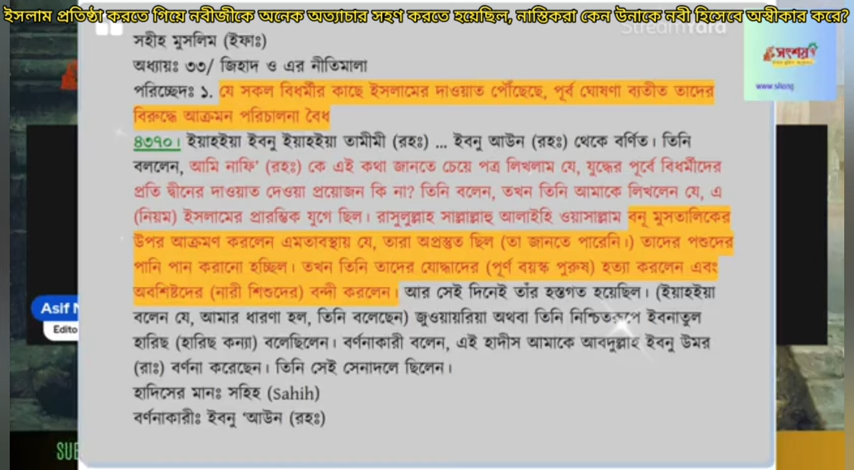 ইসলাম প্রতিষ্ঠা করতে গিয়ে নবীজীকে অনেক অত্যাচার সহণ করতে হয়েছিল, নাস্তিকরা কেন উনাকে নবী হিসেবে অস্বীকার করে?
StreamYard
সহীহ মুসলিম (ইফাঃ)
অধ্যায়ঃ ৩৩/ জিহাদ ও এর নীতিমালা
সংশয়
পরিচ্ছেদঃ ১. যে সকল বিধর্মীর কাছে ইসলামের দাওয়াত পৌঁছেছে, পূর্ব ঘোষণা ব্যতীত তাদের
বিরুদ্ধে আক্রমন পরিচালনা বৈধ
৪৩৭০। ইয়াহইয়া ইবনু ইয়াহইয়া তামীমী (রহঃ) ... ইবনু আউন (রহঃ) থেকে বর্ণিত। তিনি
বললেন, আমি নাফি’ (রহঃ) কে এই কথা জানতে চেয়ে পত্র লিখলাম যে, যুদ্ধের পূর্বে বিধর্মীদের
প্রতি দ্বীনের দাওয়াত দেওয়া প্রয়োজন কি না? তিনি বলেন, তখন তিনি আমাকে লিখলেন যে, এ
(নিয়ম) ইসলামের প্রারম্ভিক যুগে ছিল। রাসুলুল্লাহ সাল্লাল্লাহু আলাইহি ওয়াসাল্লাম বনূ মুসতালিকের
উপর আক্রমণ করলেন এমতাবস্থায় যে, তারা অপ্রস্তুত ছিল (তা জানতে পারেনি।) তাদের পশুদের
পানি পান করানো হচ্ছিল। তখন তিনি তাদের যোদ্ধাদের (পূর্ণ বয়স্ক পুরুষ) হত্যা করলেন এবং
অবশিষ্টদের (নারী শিশুদের) বন্দী করলেন। আর সেই দিনেই তাঁর হস্তগত হয়েছিল। (ইয়াহইয়া
বলেন যে, আমার ধারণা হল, তিনি বলেছেন) জুওয়ায়রিয়া অথবা তিনি নিশ্চিতরূপে ইবনাতুল
হারিছ (হারিছ কন্যা) বলেছিলেন। বর্ণনাকারী বলেন, এই হাদীস আমাকে আবদুল্লাহ ইবনু উমর
(রাঃ) বর্ণনা করেছেন। তিনি সেই সেনাদলে ছিলেন।
হাদিসের মানঃ সহিহ (Sahih)
বর্ণনাকারীঃ ইবনু ‘আউন (রহঃ)
Asif
Edito
SUB